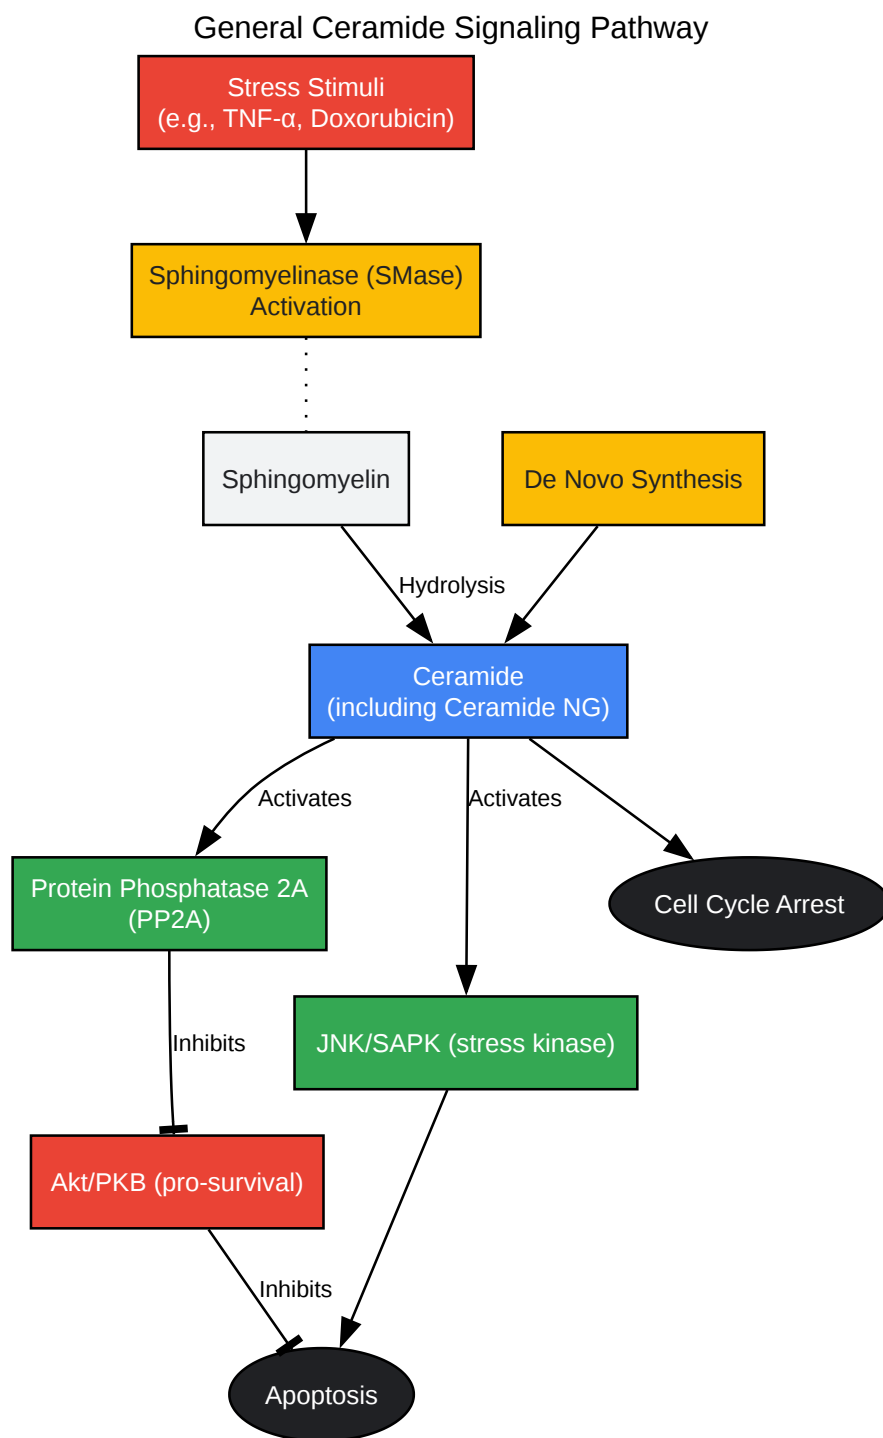 General Ceramide Signaling Pathway
Stress Stimuli
(e.g., TNF-α, Doxorubicin)
Sphingomyelinase (SMase)
Activation
Sphingomyelin
De Novo Synthesis
Hydrolysis
Ceramide
(including Ceramide NG)
Activates
Activates
Protein Phosphatase 2A
(PP2A)
Cell Cycle Arrest
Inhibits
JNK/SAPK (stress kinase)
Akt/PKB (pro-survival)
Inhibits
Apoptosis